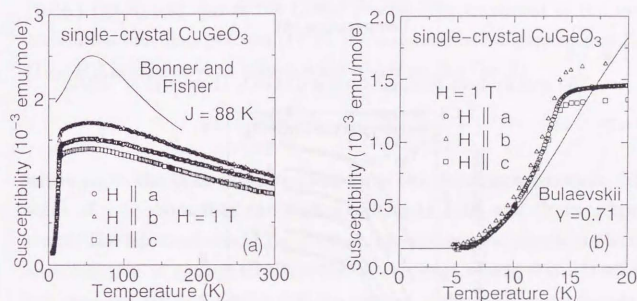 single-crystal CuGeO₃
Bonner and
Fisher
J = 88 K
○ H ∥ a
△ H ∥ b H = 1 T
□ H ∥ c
(a)
Susceptibility (10⁻³ emu/mole)
3
2
1
0
0 100 200 300
Temperature (K)
single-crystal CuGeO₃
H = 1 T
○ H ∥ a
△ H ∥ b
□ H ∥ c
Bulaevskii
γ = 0.71
(b)
Susceptibility (10⁻³ emu/mole)
2.0
1.5
1.0
0.5
0.0
0 5 10 15 20
Temperature (K)